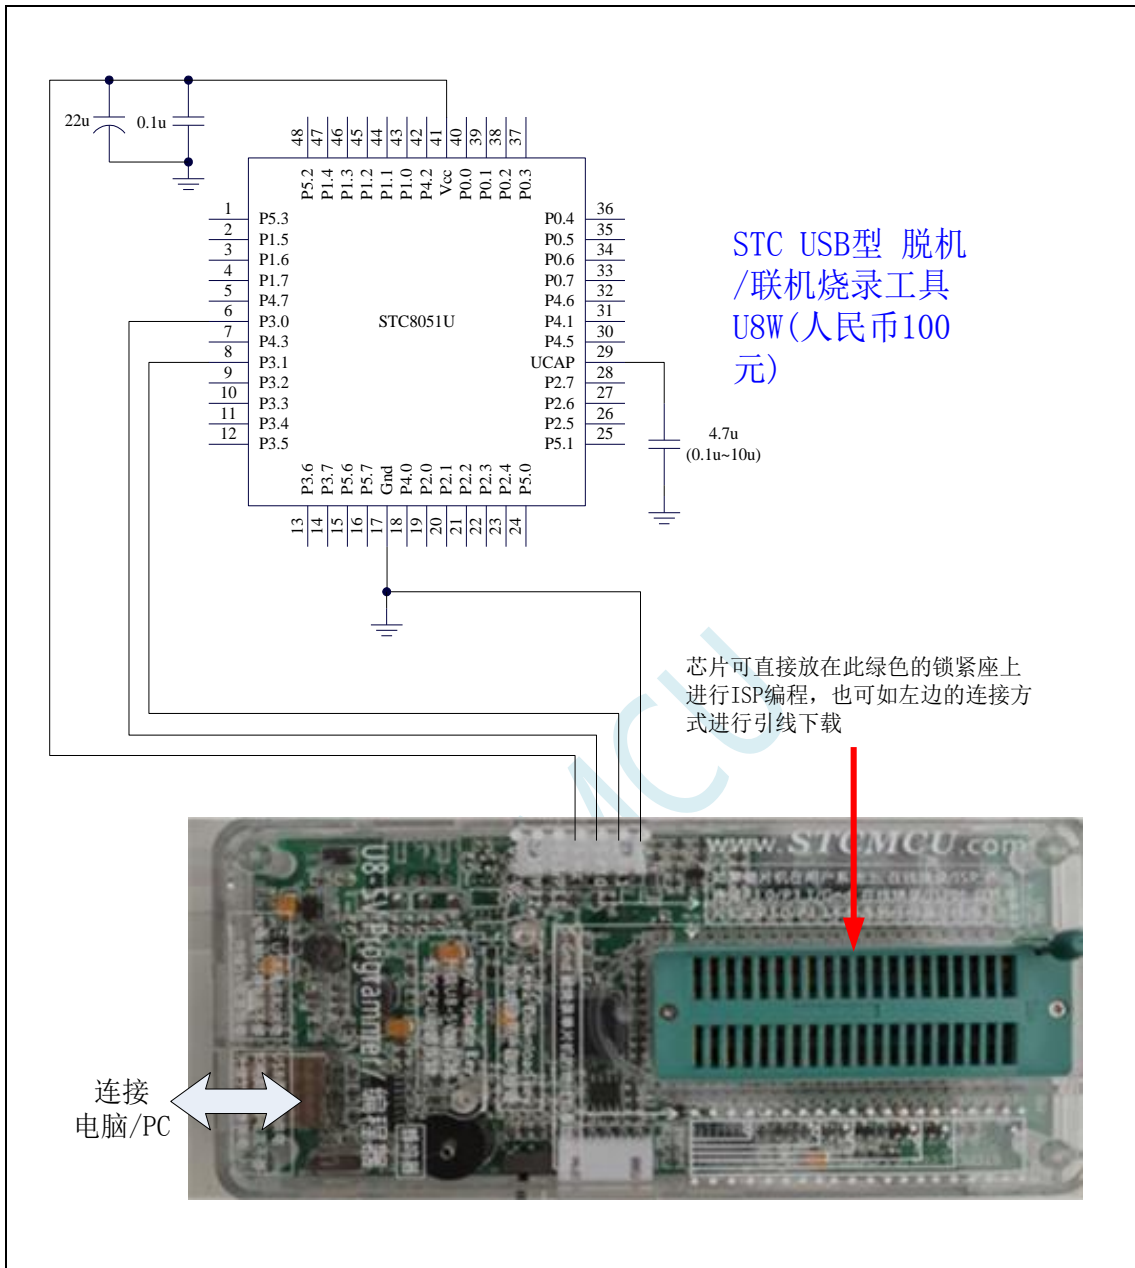 22u
0.1u
48 47 46 45 44 43 42 41 40 39 38 37
P5.2 P1.4 P1.3 P1.2 P1.1 P1.0 P4.2 Vcc P0.0 P0.1 P0.2 P0.3
1 P5.3
2 P1.5
3 P1.6
4 P1.7
5 P4.7
6 P3.0
7 P4.3
8 P3.1
9 P3.2
10 P3.3
11 P3.4
12 P3.5
STC8051U
P0.4 36
P0.5 35
P0.6 34
P0.7 33
P4.6 32
P4.1 31
P4.5 30
UCAP 29
P2.7 28
P2.6 27
P2.5 26
P5.1 25
P3.6 P3.7 P5.6 P5.7 Gnd P4.0 P2.0 P2.1 P2.2 P2.3 P2.4 P5.0
13 14 15 16 17 18 19 20 21 22 23 24
4.7u
(0.1u~10u)
STC USB型 脱机
/联机烧录工具
U8W(人民币100
元)
芯片可直接放在此绿色的锁紧座上
进行ISP编程，也可如左边的连接方
式进行引线下载
MCU
www.STCMCU.com
U8-5V Programmer/编程器
连接
电脑/PC